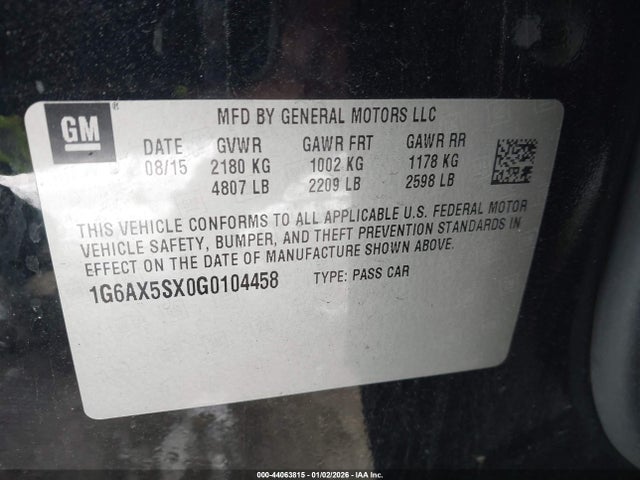 GM ®
MFD BY GENERAL MOTORS LLC
DATE GVWR GAWR FRT GAWR RR
08/15 2180 KG 1002 KG 1178 KG
4807 LB 2209 LB 2598 LB
THIS VEHICLE CONFORMS TO ALL APPLICABLE U.S. FEDERAL MOTOR
VEHICLE SAFETY, BUMPER, AND THEFT PREVENTION STANDARDS IN
EFFECT ON THE DATE OF MANUFACTURE SHOWN ABOVE.
1G6AX5SX0G0104458 TYPE: PASS CAR
000-44063815 - 01/02/2026 - IAA Inc.